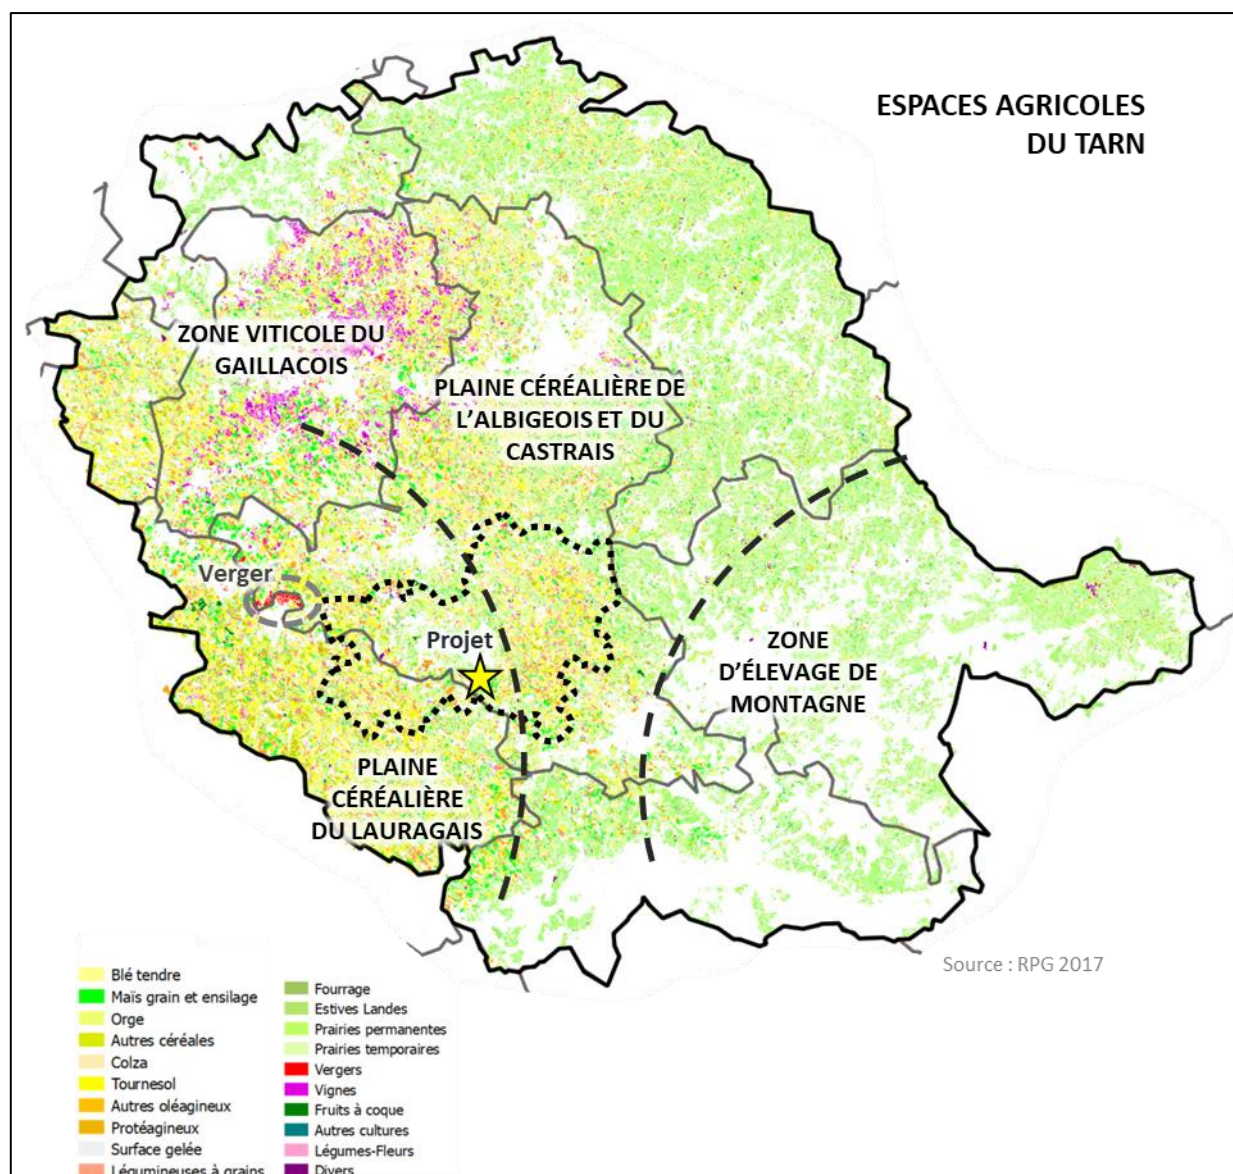 ESPACES AGRICOLES
DU TARN
ZONE VITICOLE DU
GAILLACOIS
PLAINE CÉRÉALIÈRE DE
L'ALBIGEOIS ET DU
CASTRAIS
Verger
Projet
ZONE
D'ÉLEVAGE DE
MONTAGNE
PLAINE
CÉRÉALIÈRE
DU LAURAGAIS
Source : RPG 2017
Blé tendre
Maïs grain et ensilage
Orge
Autres céréales
Colza
Tournesol
Autres oléagineux
Protéagineux
Surface gelée
Légumineuses à grains
Fourrage
Estives Landes
Prairies permanentes
Prairies temporaires
Vergers
Vignes
Fruits à coque
Autres cultures
Légumes-Fleurs
Divers